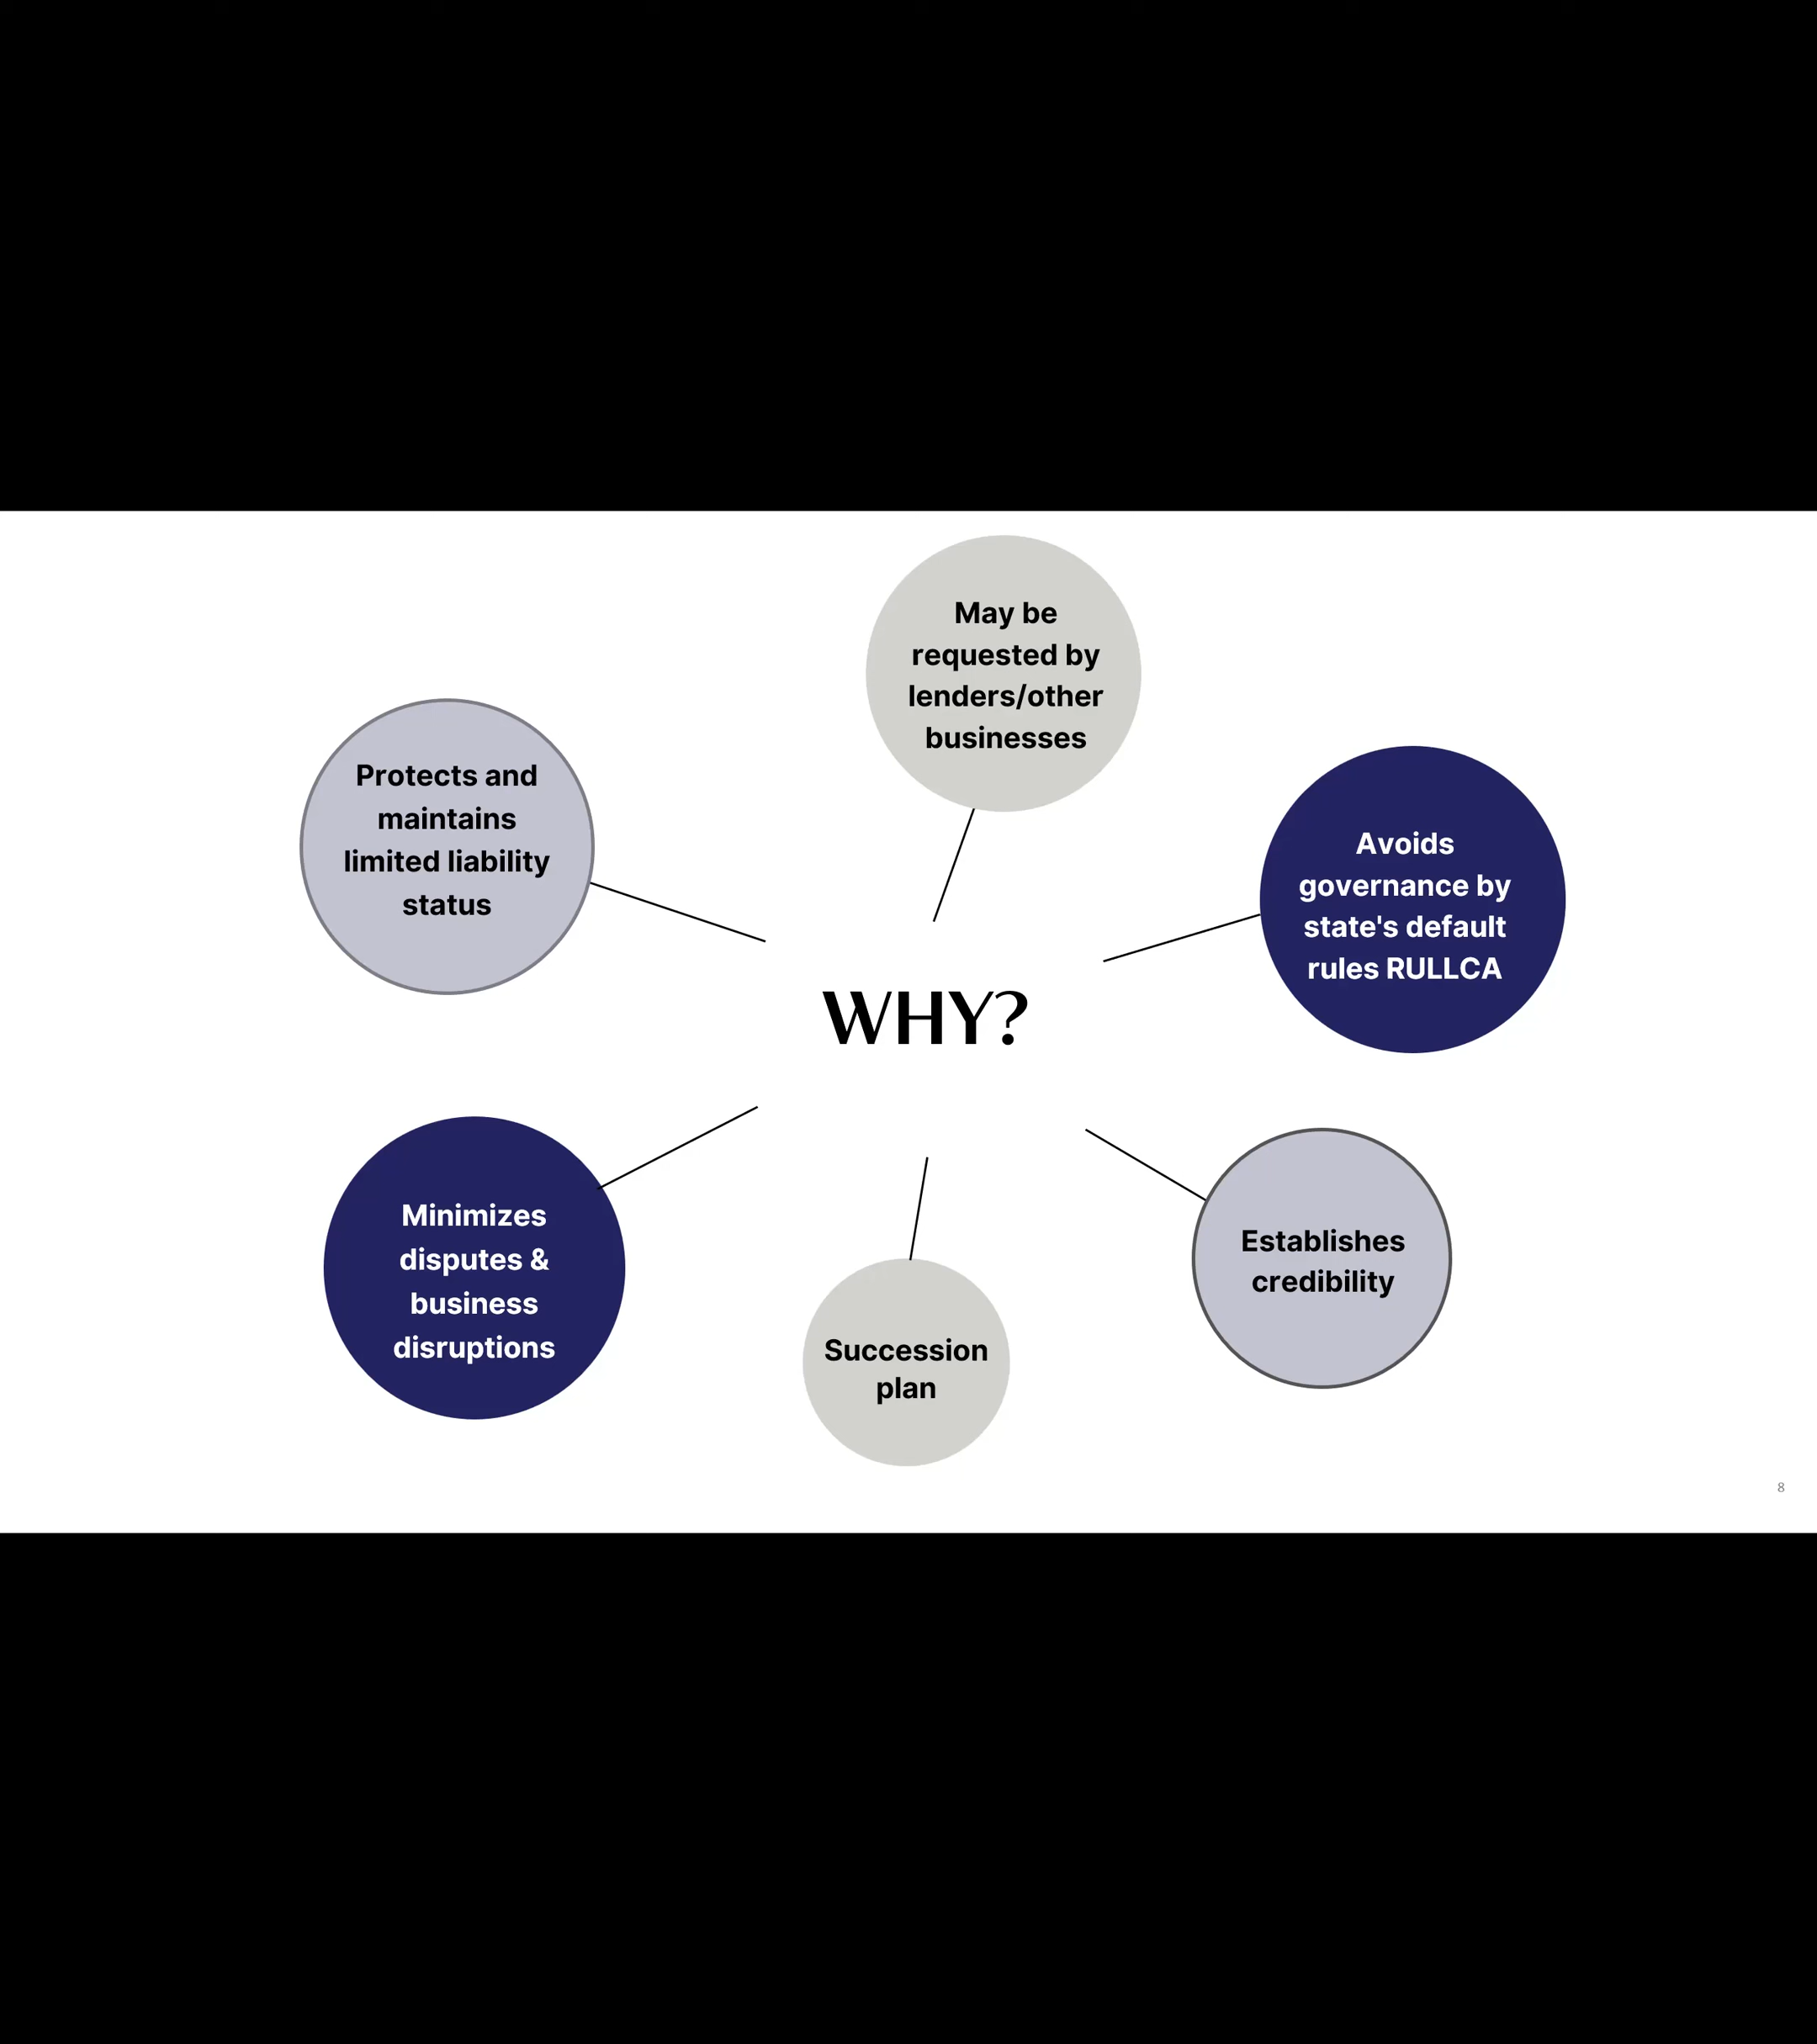 May be
requested by
lenders/other
businesses
Protects and
maintains
limited liability
status
Avoids
governance by
state's default
rules RULLCA
WHY?
Minimizes
disputes &
business
disruptions
Establishes
credibility
Succession
plan
8